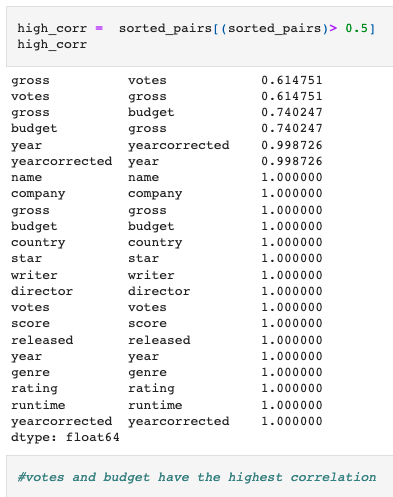 high_corr = sorted_pairs[(sorted_pairs)> 0.5]
high_corr
gross votes 0.614751
votes gross 0.614751
gross budget 0.740247
budget gross 0.740247
year yearcorrected 0.998726
yearcorrected year 0.998726
name name 1.000000
company company 1.000000
gross gross 1.000000
budget budget 1.000000
country country 1.000000
star star 1.000000
writer writer 1.000000
director director 1.000000
votes votes 1.000000
score score 1.000000
released released 1.000000
year year 1.000000
genre genre 1.000000
rating rating 1.000000
runtime runtime 1.000000
yearcorrected yearcorrected 1.000000
dtype: float64
#votes and budget have the highest correlation